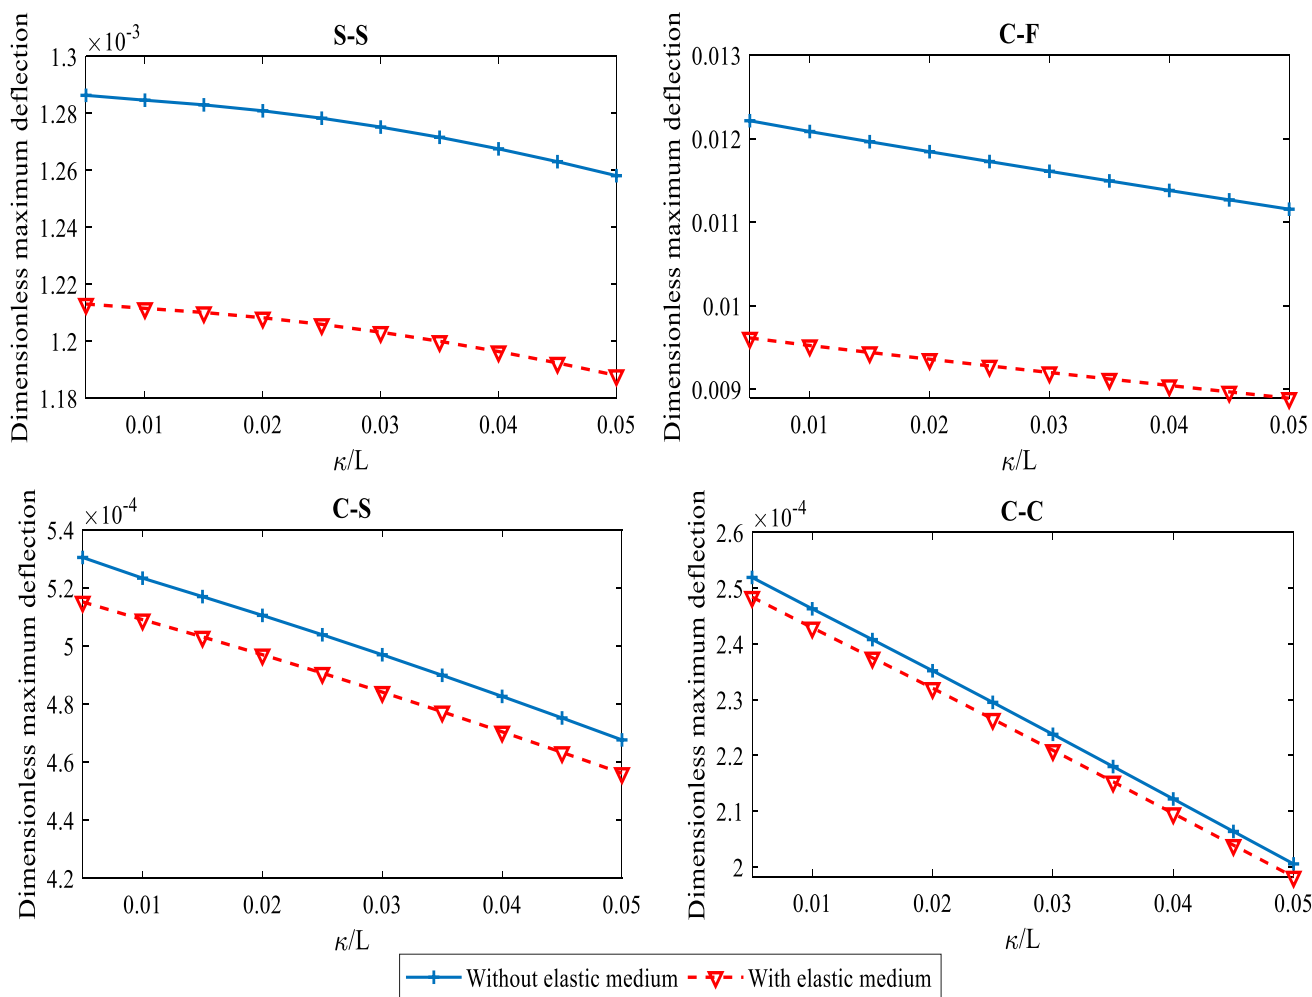 S-S
×10-3
Dimensionless maximum deflection
1.3
1.28
1.26
1.24
1.22
1.2
1.18
0.01 0.02 0.03 0.04 0.05
κ/L
C-F
Dimensionless maximum deflection
0.013
0.012
0.011
0.01
0.009
0.01 0.02 0.03 0.04 0.05
κ/L
C-S
×10-4
Dimensionless maximum deflection
5.4
5.2
5
4.8
4.6
4.4
4.2
0.01 0.02 0.03 0.04 0.05
κ/L
C-C
×10-4
Dimensionless maximum deflection
2.6
2.5
2.4
2.3
2.2
2.1
2
0.01 0.02 0.03 0.04 0.05
κ/L
Without elastic medium With elastic medium